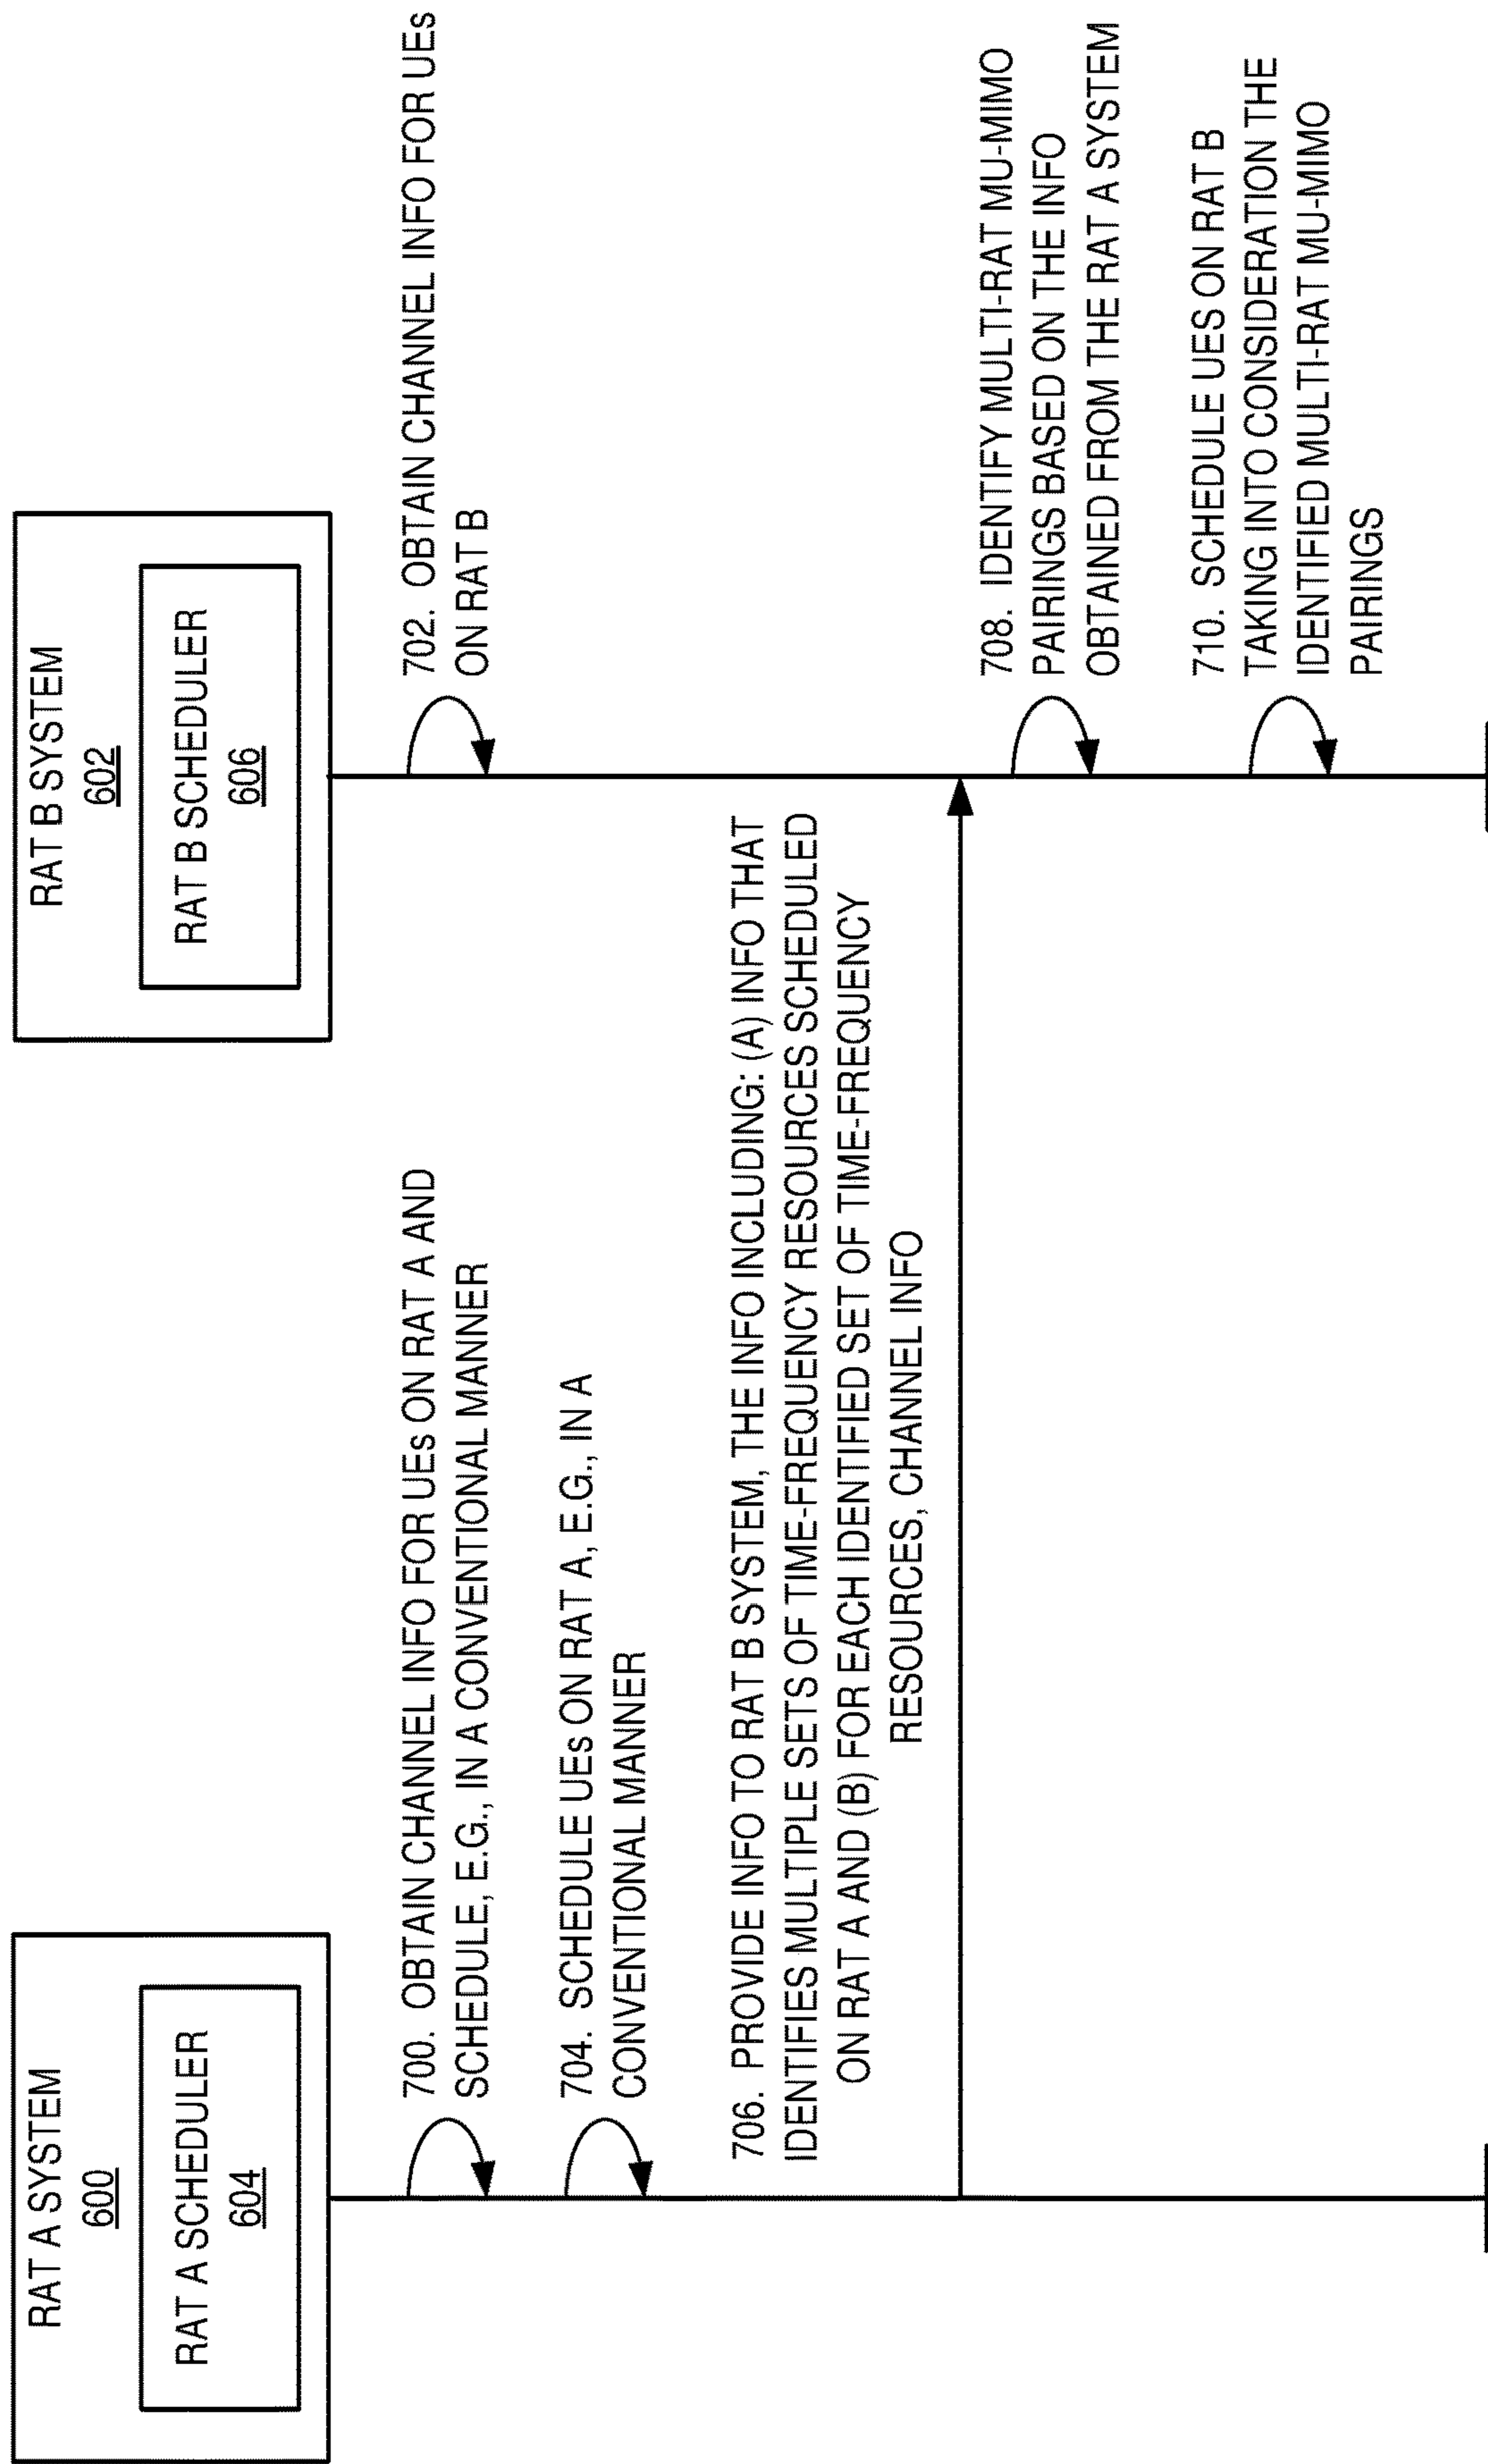 RAT A SYSTEM
600
RAT A SCHEDULER
604
RAT B SYSTEM
602
RAT B SCHEDULER
606
700. OBTAIN CHANNEL INFO FOR UEs ON RAT A AND
SCHEDULE, E.G., IN A CONVENTIONAL MANNER
702. OBTAIN CHANNEL INFO FOR UEs
ON RAT B
704. SCHEDULE UEs ON RAT A, E.G., IN A
CONVENTIONAL MANNER
706. PROVIDE INFO TO RAT B SYSTEM, THE INFO INCLUDING: (A) INFO THAT
IDENTIFIES MULTIPLE SETS OF TIME-FREQUENCY RESOURCES SCHEDULED
ON RAT A AND (B) FOR EACH IDENTIFIED SET OF TIME-FREQUENCY
RESOURCES, CHANNEL INFO
708. IDENTIFY MULTI-RAT MU-MIMO
PAIRINGS BASED ON THE INFO
OBTAINED FROM THE RAT A SYSTEM
710. SCHEDULE UES ON RAT B
TAKING INTO CONSIDERATION THE
IDENTIFIED MULTI-RAT MU-MIMO
PAIRINGS